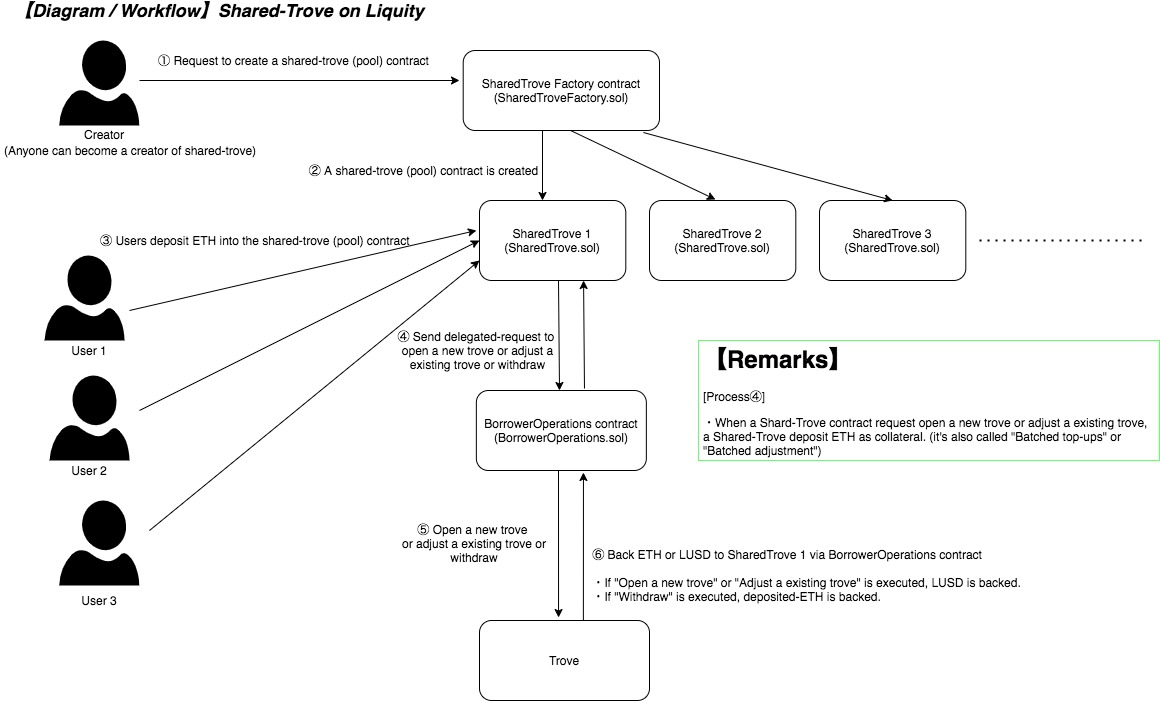 【Diagram / Workflow】Shared-Trove on Liquity
① Request to create a shared-trove (pool) contract
SharedTrove Factory contract
(SharedTroveFactory.sol)
Creator
(Anyone can become a creator of shared-trove)
② A shared-trove (pool) contract is created
SharedTrove 1
(SharedTrove.sol)
SharedTrove 2
(SharedTrove.sol)
SharedTrove 3
(SharedTrove.sol)
③ Users deposit ETH into the shared-trove (pool) contract
User 1
④ Send delegated-request to
open a new trove or adjust a
existing trove or withdraw
【Remarks】
[Process④]
・When a Shard-Trove contract request open a new trove or adjust a existing trove,
a Shared-Trove deposit ETH as collateral. (it's also called "Batched top-ups" or
"Batched adjustment")
BorrowerOperations contract
(BorrowerOperations.sol)
User 2
⑤ Open a new trove
or adjust a existing trove or
withdraw
⑥ Back ETH or LUSD to SharedTrove 1 via BorrowerOperations contract
・If "Open a new trove" or "Adjust a existing trove" is executed, LUSD is backed.
・If "Withdraw" is executed, deposited-ETH is backed.
User 3
Trove